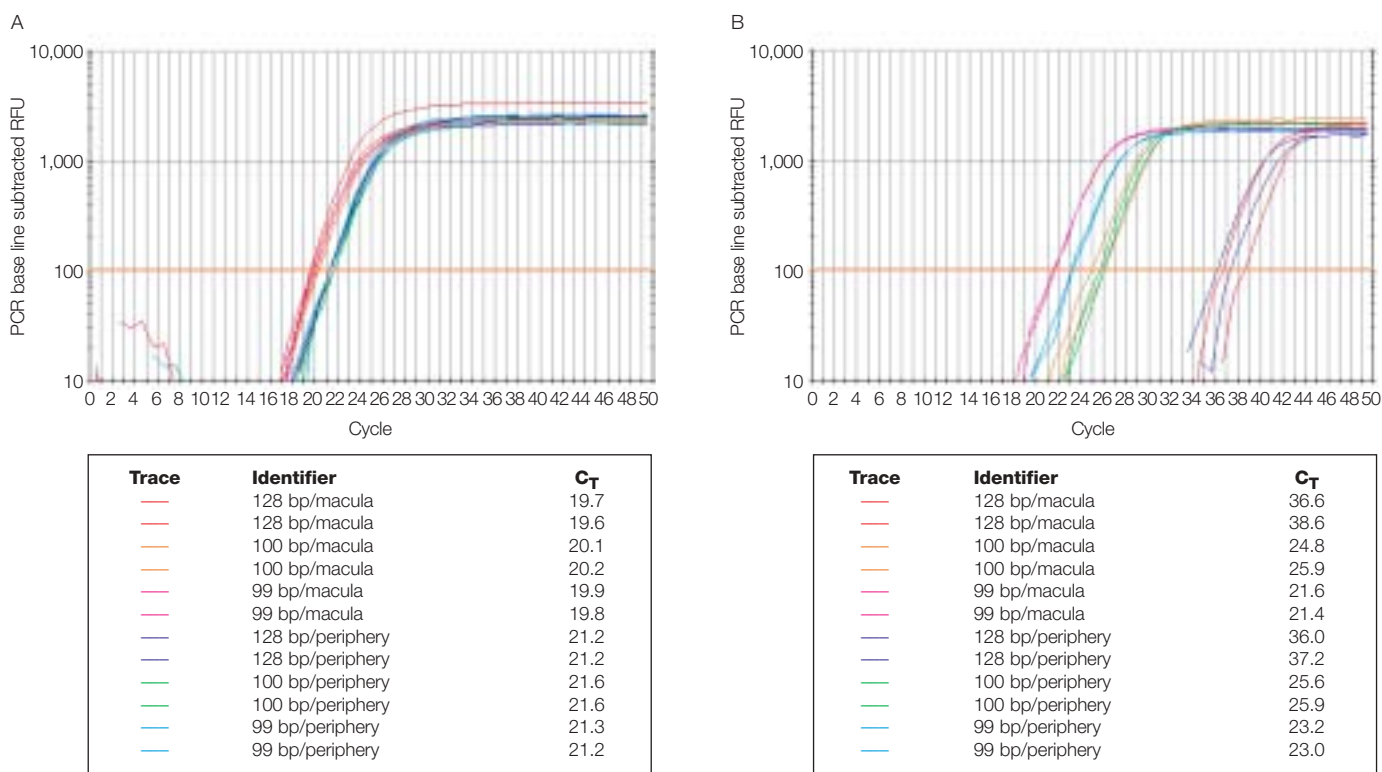 A
10,000
1,000
100
10
PCR base line subtracted RFU
0 2 4 6 8 10 12 14 16 18 20 22 24 26 28 30 32 34 36 38 40 42 44 46 48 50
Cycle
Trace Identifier CT
128 bp/macula 19.7
128 bp/macula 19.6
100 bp/macula 20.1
100 bp/macula 20.2
99 bp/macula 19.9
99 bp/macula 19.8
128 bp/periphery 21.2
128 bp/periphery 21.2
100 bp/periphery 21.6
100 bp/periphery 21.6
99 bp/periphery 21.3
99 bp/periphery 21.2
B
10,000
1,000
100
10
PCR base line subtracted RFU
0 2 4 6 8 10 12 14 16 18 20 22 24 26 28 30 32 34 36 38 40 42 44 46 48 50
Cycle
Trace Identifier CT
128 bp/macula 36.6
128 bp/macula 38.6
100 bp/macula 24.8
100 bp/macula 25.9
99 bp/macula 21.6
99 bp/macula 21.4
128 bp/periphery 36.0
128 bp/periphery 37.2
100 bp/periphery 25.6
100 bp/periphery 25.9
99 bp/periphery 23.2
99 bp/periphery 23.0